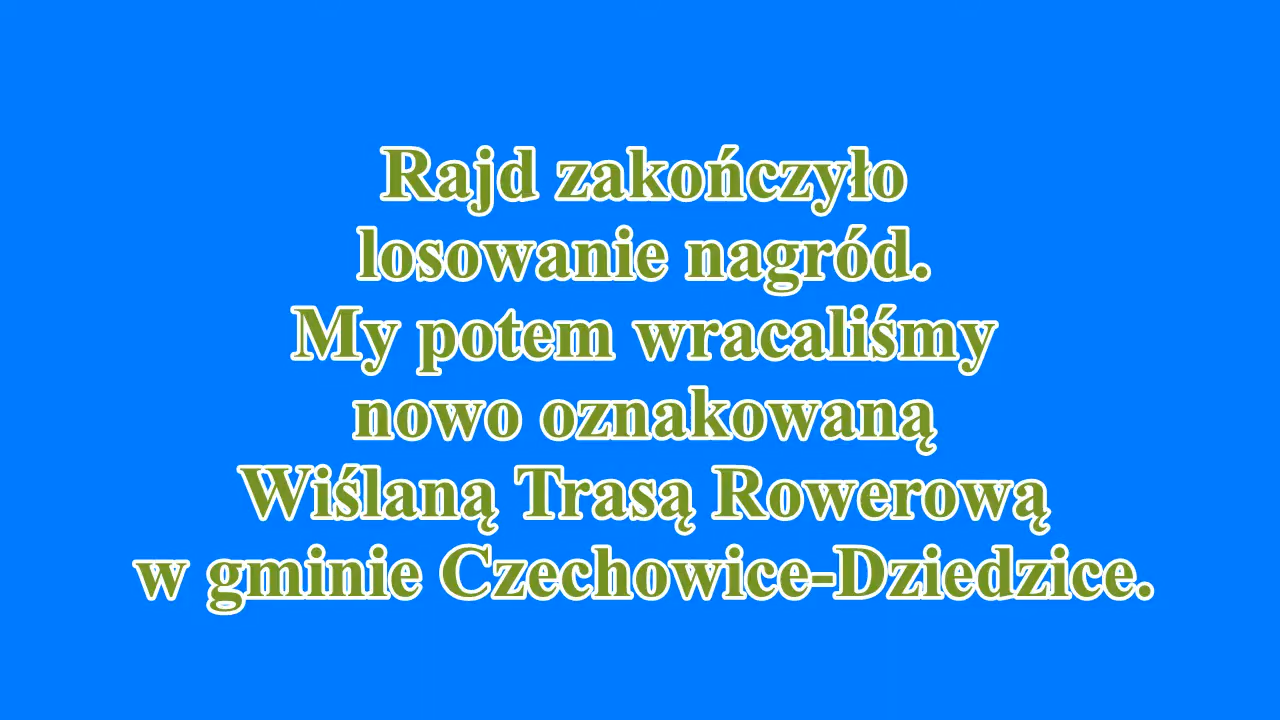 Rajd zakończyło
losowanie nagród.
My potem wracaliśmy
nowo oznakowaną
Wiślaną Trasą Rowerową
w gminie Czechowice-Dziedzice.